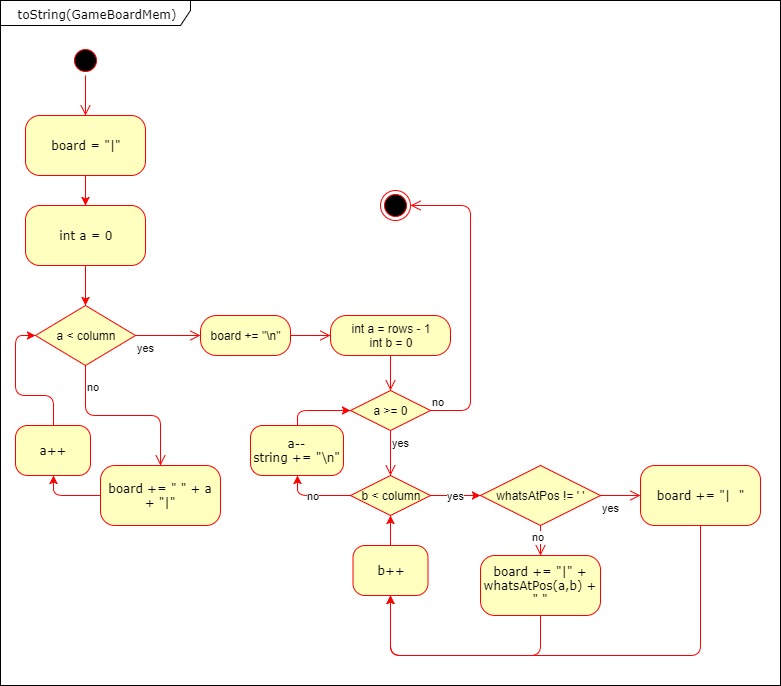 toString(GameBoardMem)
board = "|"
int a = 0
a < column
yes
no
a++
board += " " + a
+ "|"
board += "\n"
int a = rows - 1
int b = 0
a >= 0
no
yes
a--
string += "\n"
b < column
no
yes
whatsAtPos != ' '
yes
no
board += "|  "
board += "|" +
whatsAtPos(a,b) +
" "
b++